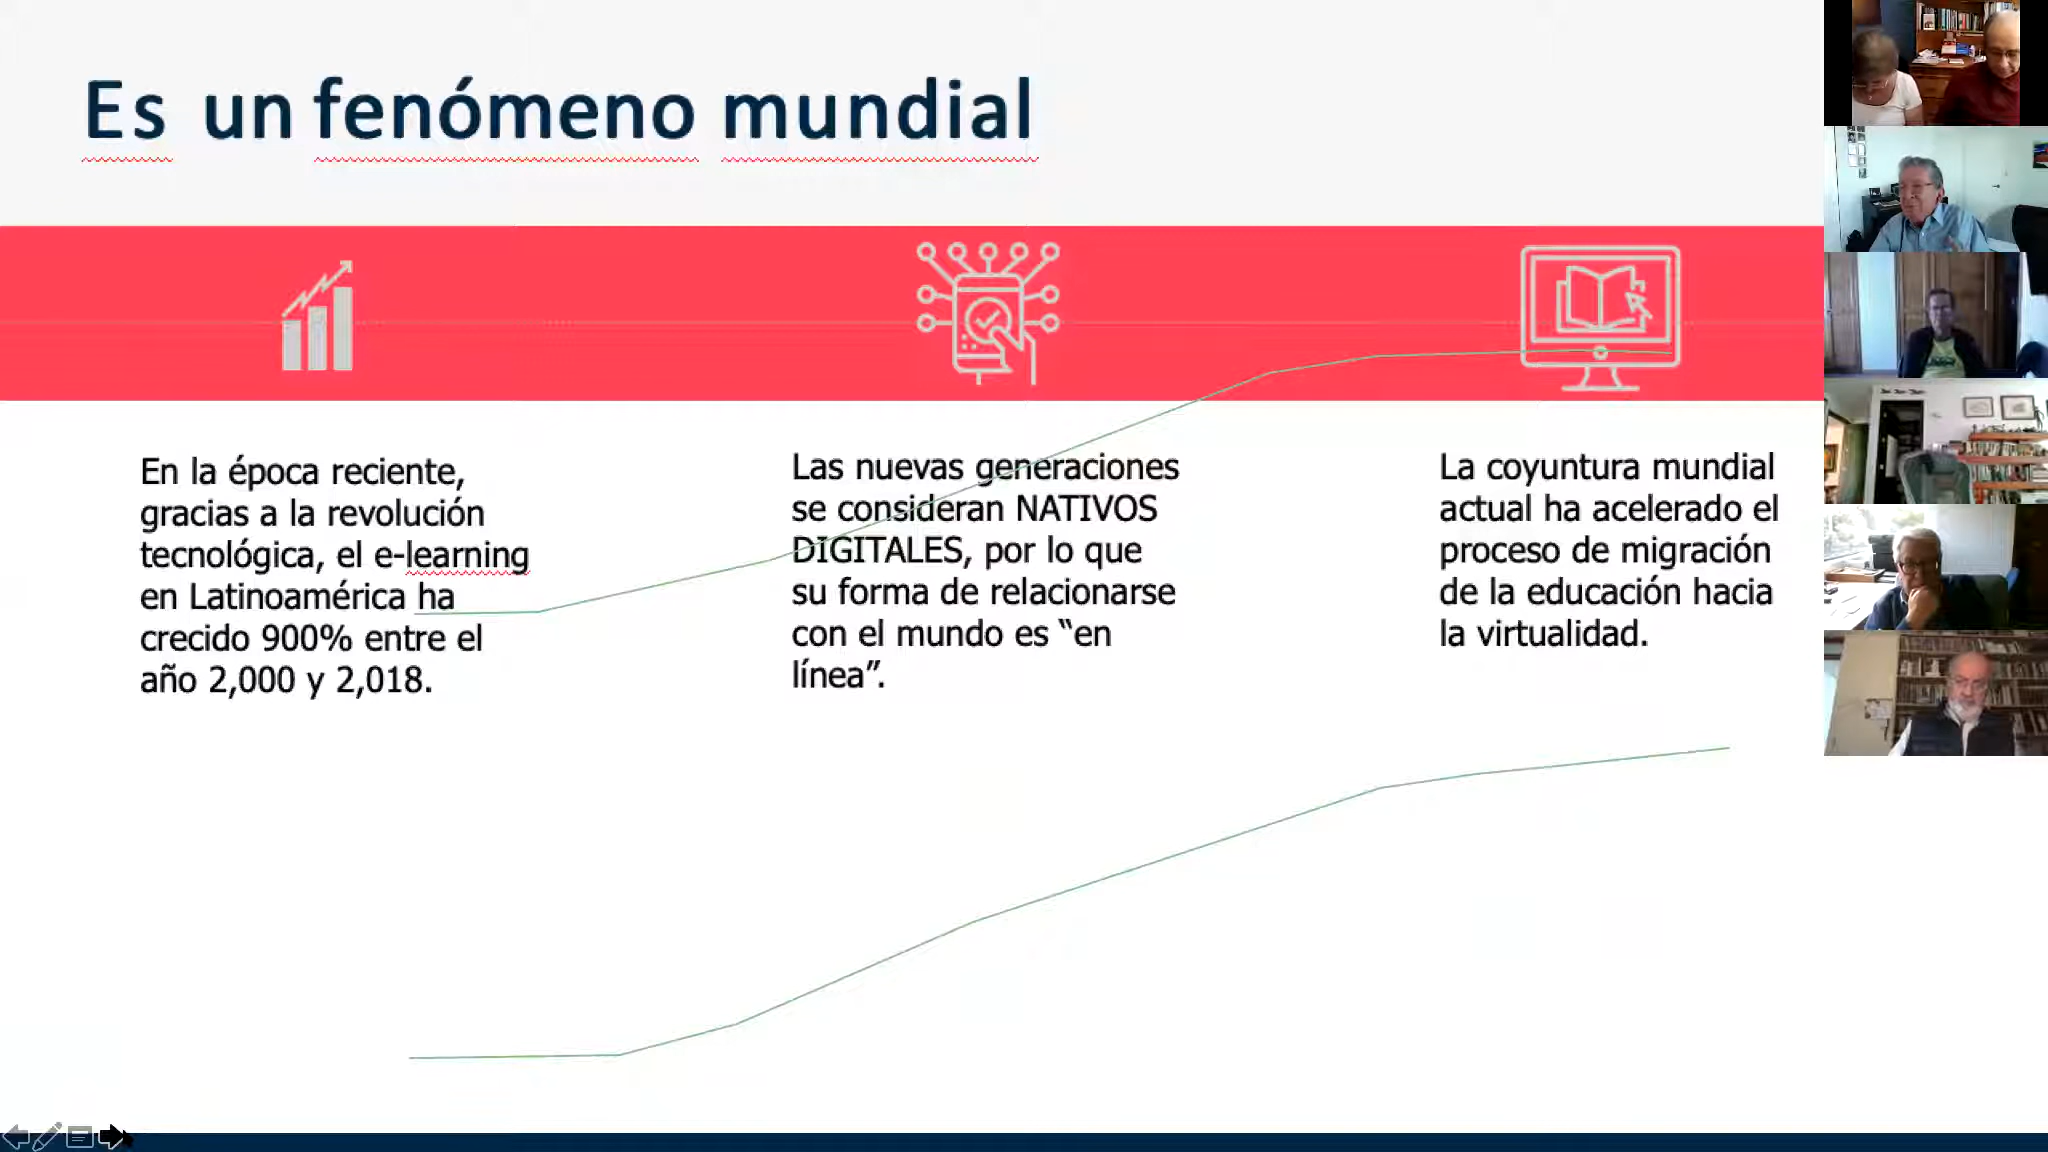 Es un fenómeno mundial
En la época reciente,
gracias a la revolución
tecnológica, el e-learning
en Latinoamérica ha
crecido 900% entre el
año 2,000 y 2,018.
Las nuevas generaciones
se consideran NATIVOS
DIGITALES, por lo que
su forma de relacionarse
con el mundo es “en
línea”.
La coyuntura mundial
actual ha acelerado el
proceso de migración
de la educación hacia
la virtualidad.